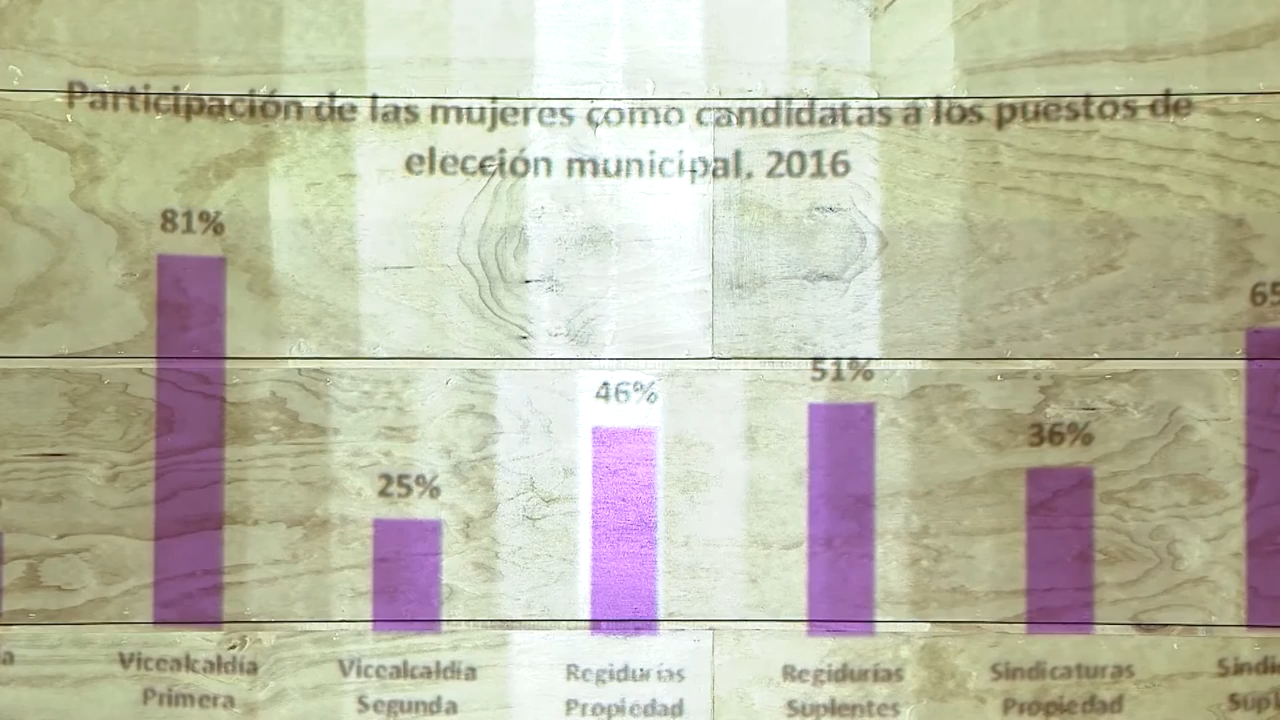 Participación de las mujeres como candidatas a los puestos de
elección municipal, 2016
81%
65
51%
46%
36%
25%
Vicealcaldía
Primera
Vicealcaldía
Segunda
Regidurías
Propiedad
Regidurías
Suplentes
Sindicaturas
Propiedad